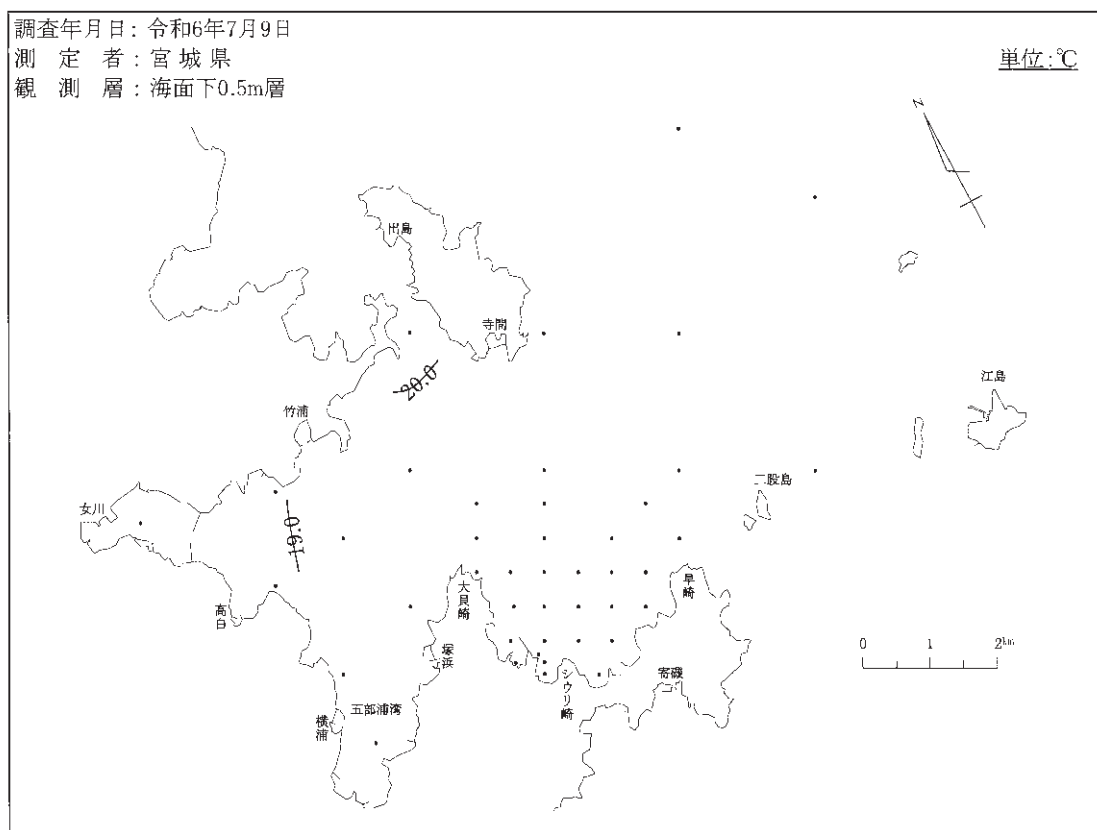 調査年月日：令和6年7月9日
測定者：宮城県
観測層：海面下0.5m層
単位：℃
N
出島
寺間
20.0
江島
竹浦
二股島
女川
19.0
高白
大貝崎
早崎
塚浜
シウリ崎
寄磯
0 1 2km
五部浦湾
横浦